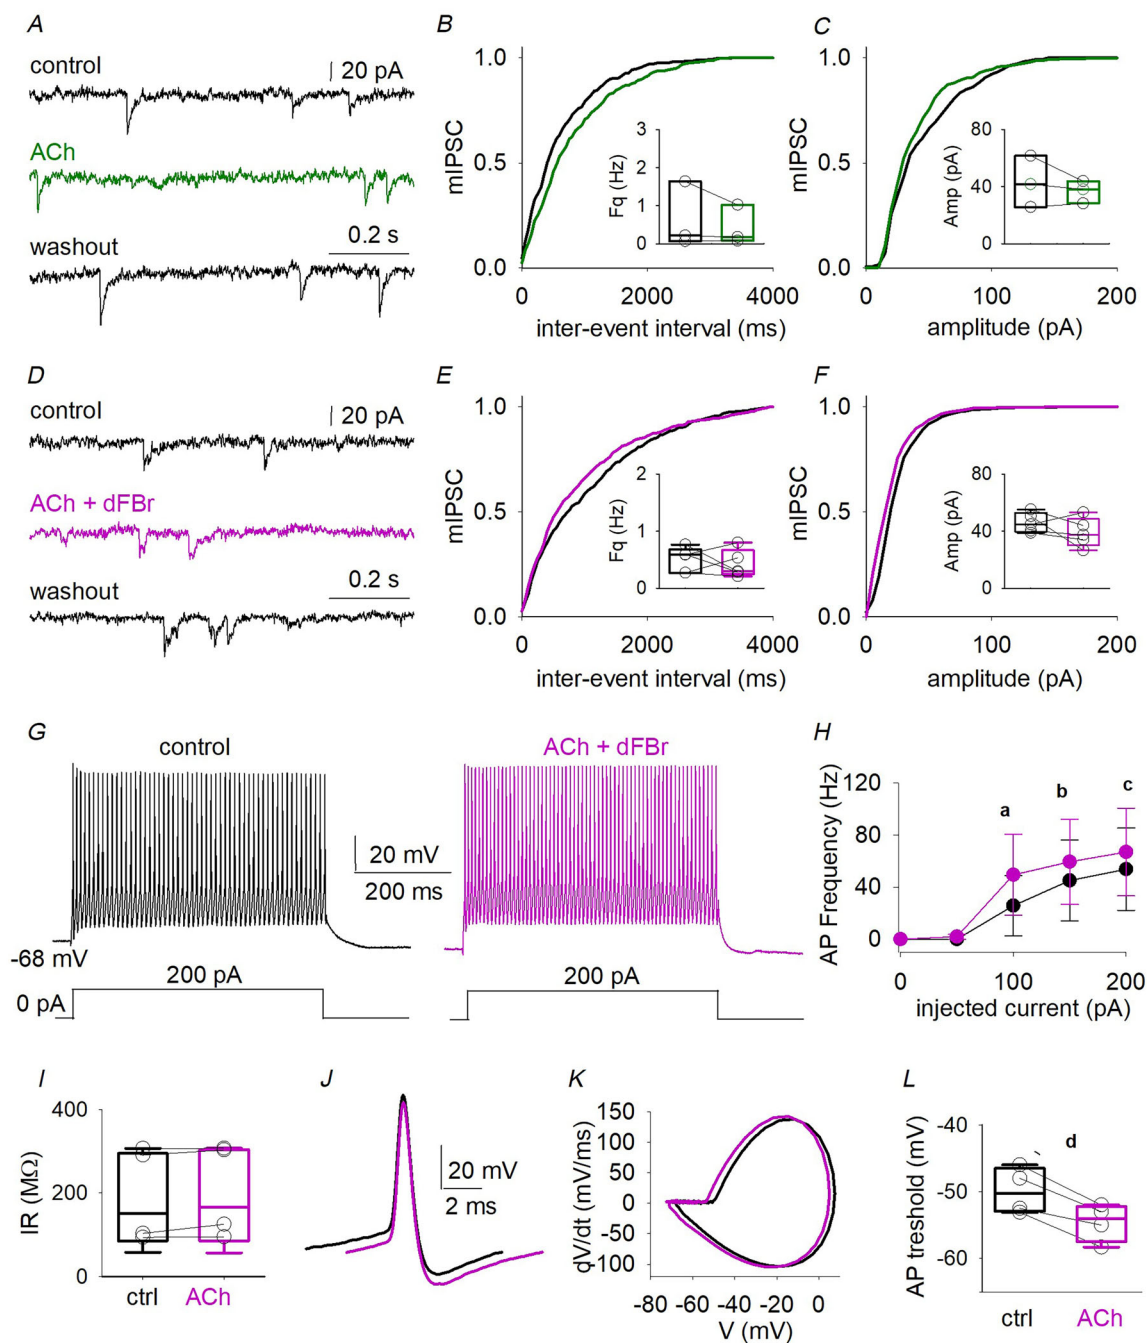 A
control
20 pA
ACh
washout
0.2 s
B
1.0
mIPSC
0.5
0.0
3
2
1
0
Fq (Hz)
0 2000 4000
inter-event interval (ms)
C
1.0
mIPSC
0.5
0.0
80
40
0
Amp (pA)
0 100 200
amplitude (pA)
D
control
20 pA
ACh + dFBr
washout
0.2 s
E
1.0
mIPSC
0.5
0.0
2
1
0
Fq (Hz)
0 2000 4000
inter-event interval (ms)
F
1.0
mIPSC
0.5
0.0
80
40
0
Amp (pA)
0 100 200
amplitude (pA)
G
control
ACh + dFBr
20 mV
200 ms
-68 mV
200 pA
0 pA
200 pA
H
120
80
40
0
AP Frequency (Hz)
a
b
c
0 100 200
injected current (pA)
I
400
200
0
IR (MΩ)
ctrl ACh
J
20 mV
2 ms
K
150
100
50
0
-50
-100
dV/dt (mV/ms)
-80 -60 -40 -20 0
V (mV)
L
-40
-50
-60
AP treshold (mV)
d
ctrl ACh